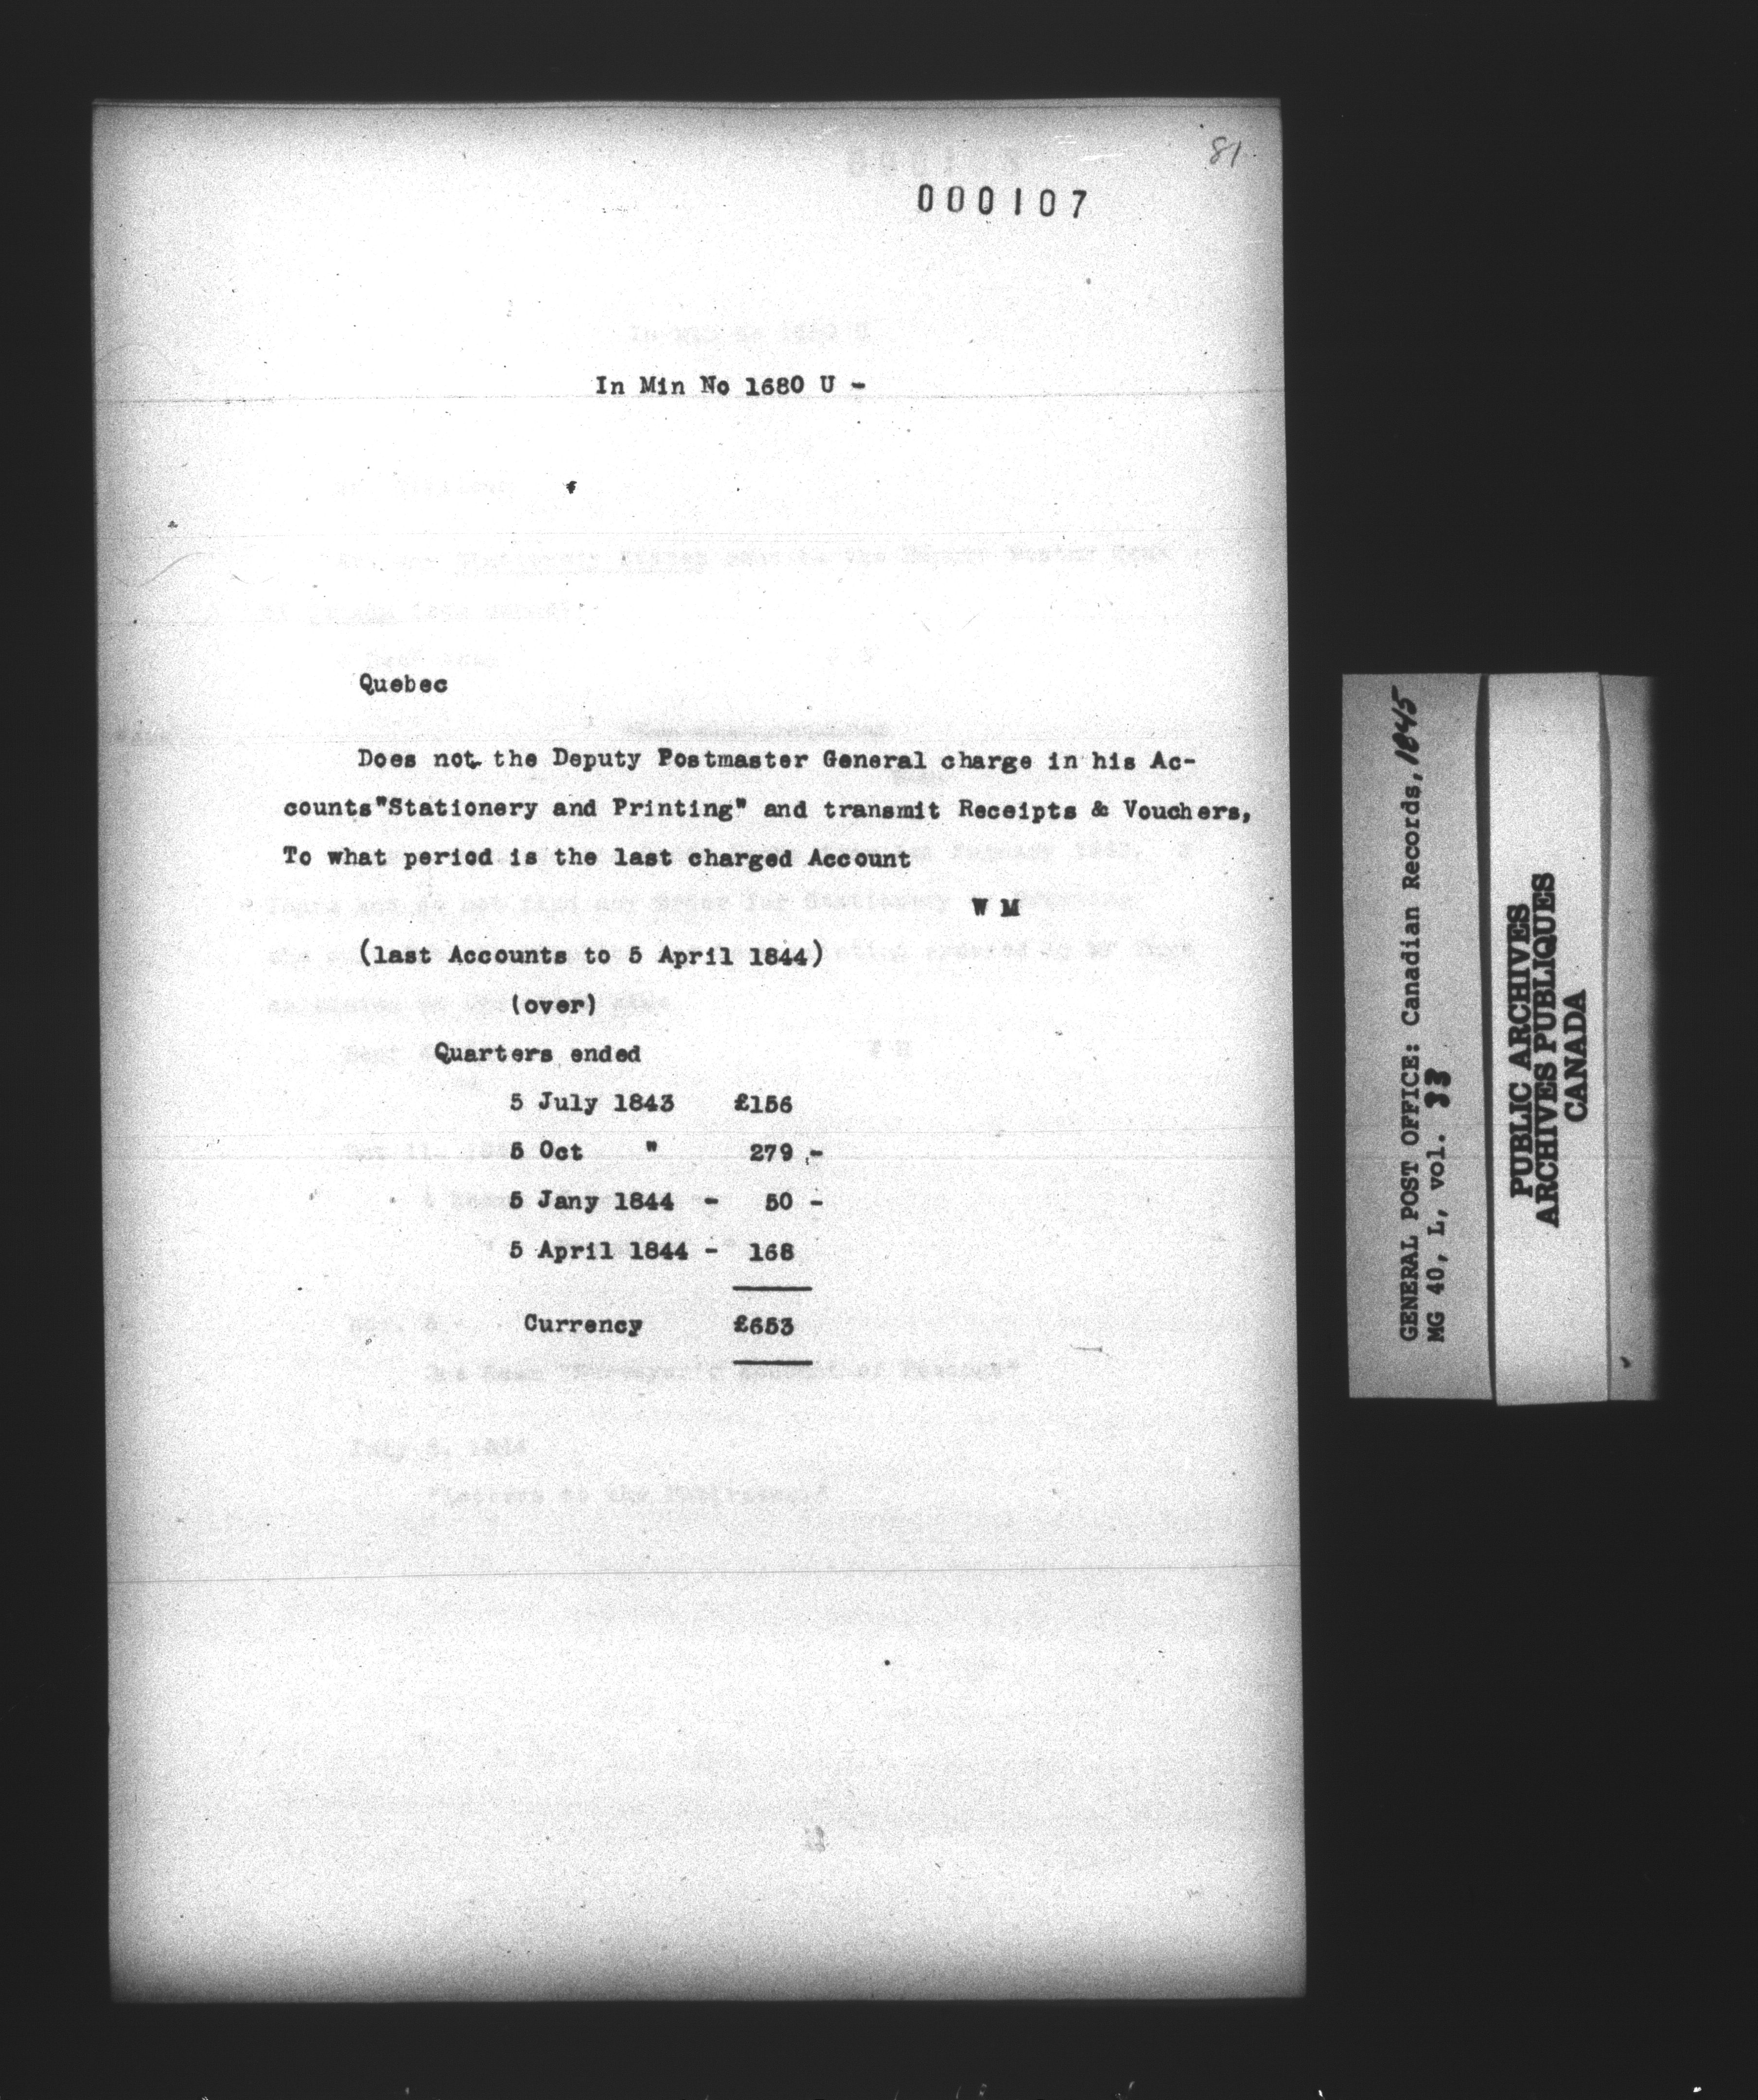 81
000107
In Min No 1680 U -
Quebec
Does not the Deputy Postmaster General charge in his Ac-
counts"Stationery and Printing" and transmit Receipts & Vouchers,
To what period is the last charged Account
W M
(last Accounts to 5 April 1844)
(over)
Quarters ended
5 July 1843 £156
5 Oct " 279 -
5 Jany 1844 - 50 -
5 April 1844 - 168
Currency £653
GENERAL POST OFFICE: Canadian Records, 1845
MG 40, L, vol. 33
PUBLIC ARCHIVES
ARCHIVES PUBLIQUES
CANADA